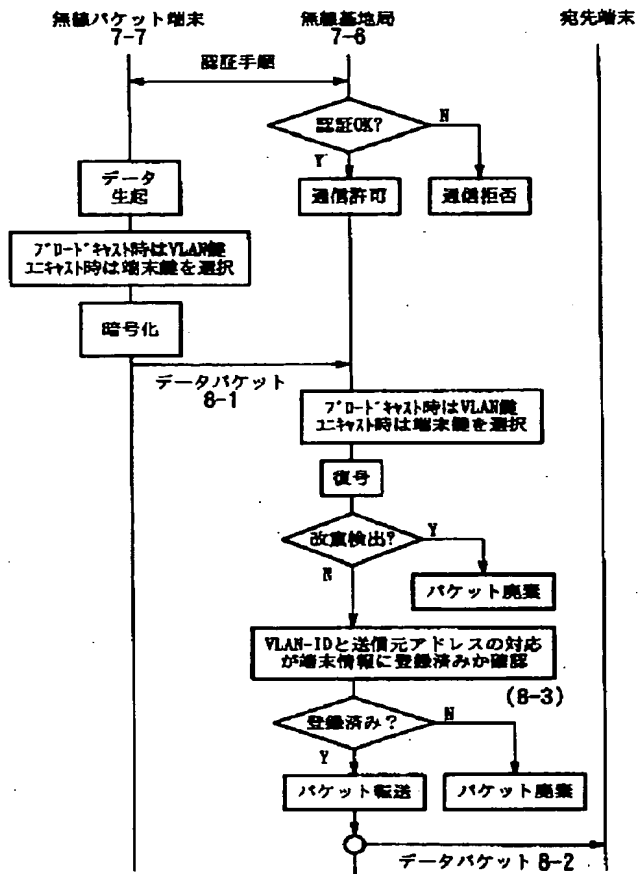 無線パケット端末
7-7
無線基地局
7-6
宛先端末
認証手順
認証OK?
N
Y
データ
生起
通信許可
通信拒否
ブロードキャスト時はVLAN鍵
ユニキャスト時は端末鍵を選択
暗号化
データパケット
8-1
ブロードキャスト時はVLAN鍵
ユニキャスト時は端末鍵を選択
復号
改竄検出?
Y
N
パケット廃棄
VLAN-IDと送信元アドレスの対応
が端末情報に登録済みか確認
(8-3)
登録済み?
N
Y
パケット転送
パケット廃棄
データパケット 8-2